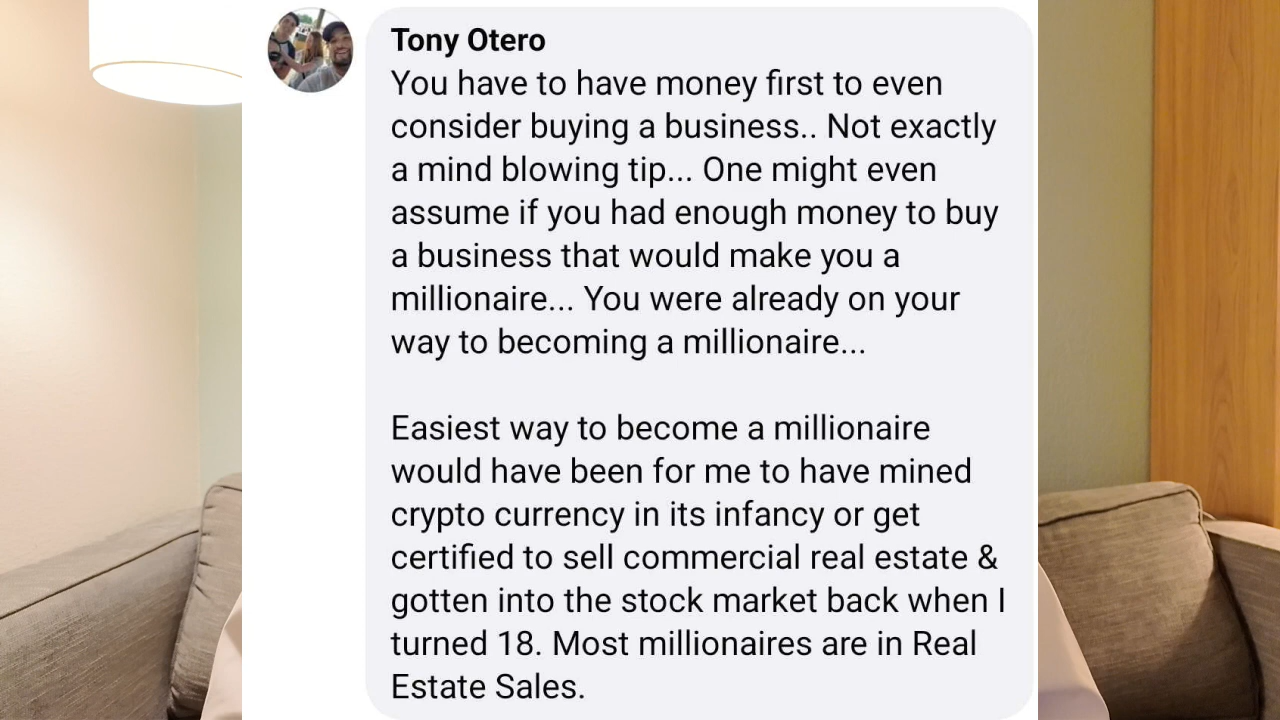 Tony Otero
You have to have money first to even
consider buying a business.. Not exactly
a mind blowing tip... One might even
assume if you had enough money to buy
a business that would make you a
millionaire... You were already on your
way to becoming a millionaire...
Easiest way to become a millionaire
would have been for me to have mined
crypto currency in its infancy or get
certified to sell commercial real estate &
gotten into the stock market back when I
turned 18. Most millionaires are in Real
Estate Sales.